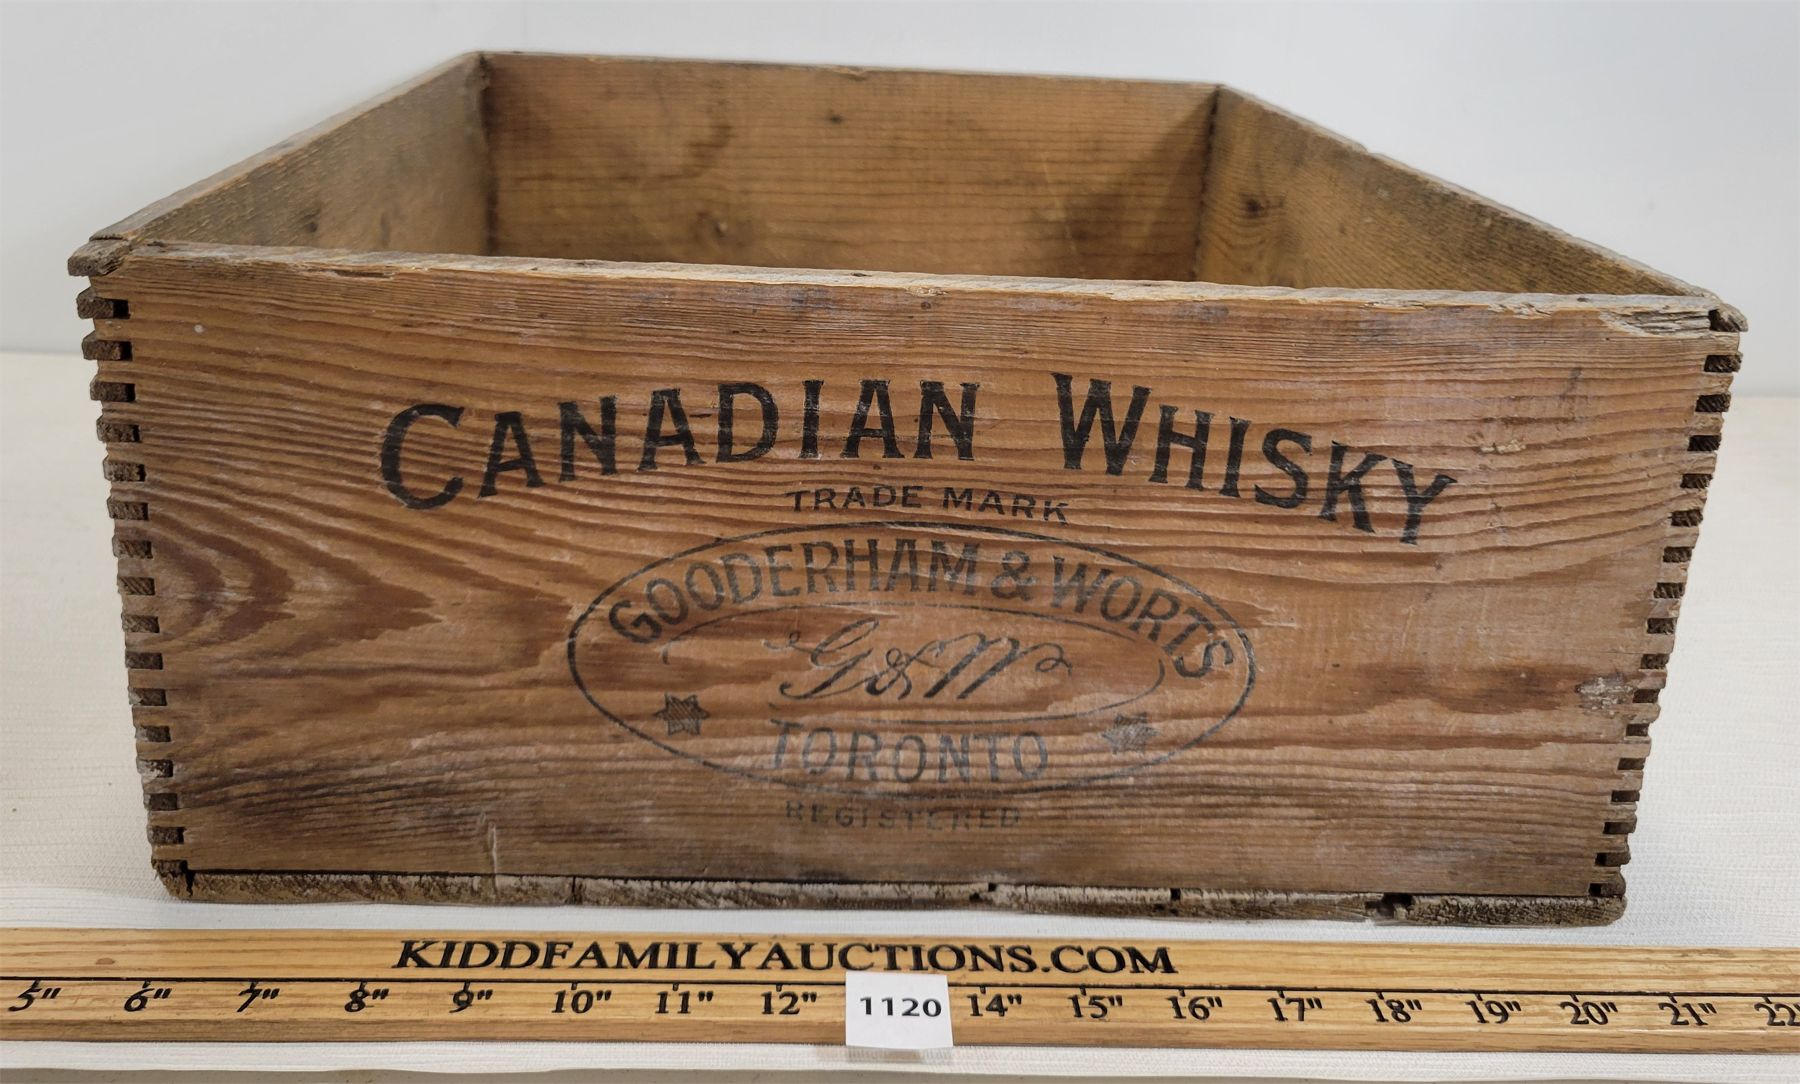 CANADIAN WHISKY
TRADE MARK
GOODERHAM & WORTS
G&W
TORONTO
REGISTERED
KIDDFAMILYAUCTIONS.COM
5" 6" 7" 8" 9" 10" 11" 12" 1120 14" 15" 16" 17" 18" 19" 20" 21" 22